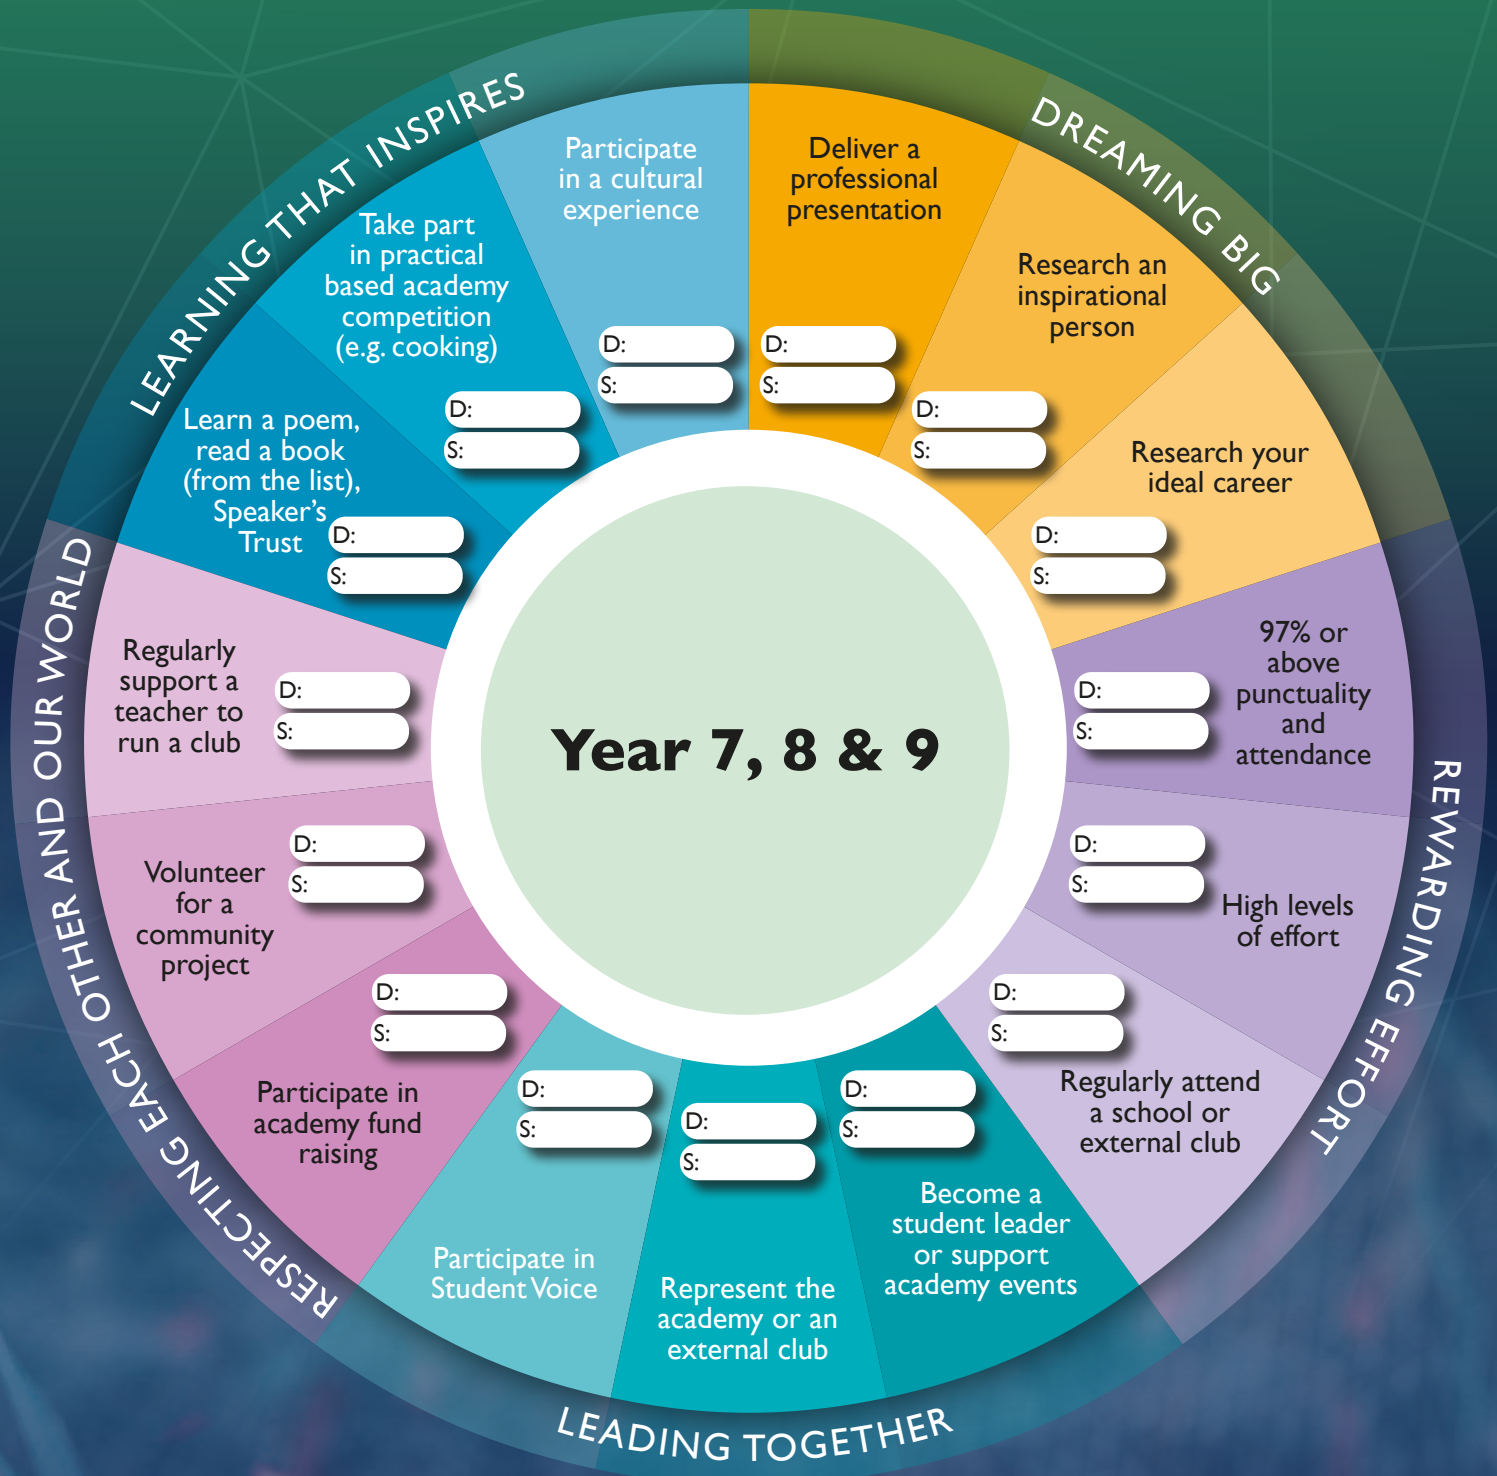 DREAMING BIG
Deliver a
professional
presentation
D:
S:
Research an
inspirational
person
D:
S:
Research your
ideal career
D:
S:
REWARDING EFFORT
97% or
above
punctuality
and
attendance
D:
S:
High levels
of effort
D:
S:
Regularly attend
a school or
external club
D:
S:
LEADING TOGETHER
Become a
student leader
or support
academy events
D:
S:
Represent the
academy or an
external club
D:
S:
Participate in
Student Voice
D:
S:
RESPECTING EACH OTHER AND OUR WORLD
Participate in
academy fund
raising
D:
S:
Volunteer
for a
community
project
D:
S:
Regularly
support a
teacher to
run a club
D:
S:
LEARNING THAT INSPIRES
Learn a poem,
read a book
(from the list),
Speaker's
Trust
D:
S:
Take part
in practical
based academy
competition
(e.g. cooking)
D:
S:
Participate
in a cultural
experience
D:
S:
Year 7, 8 & 9